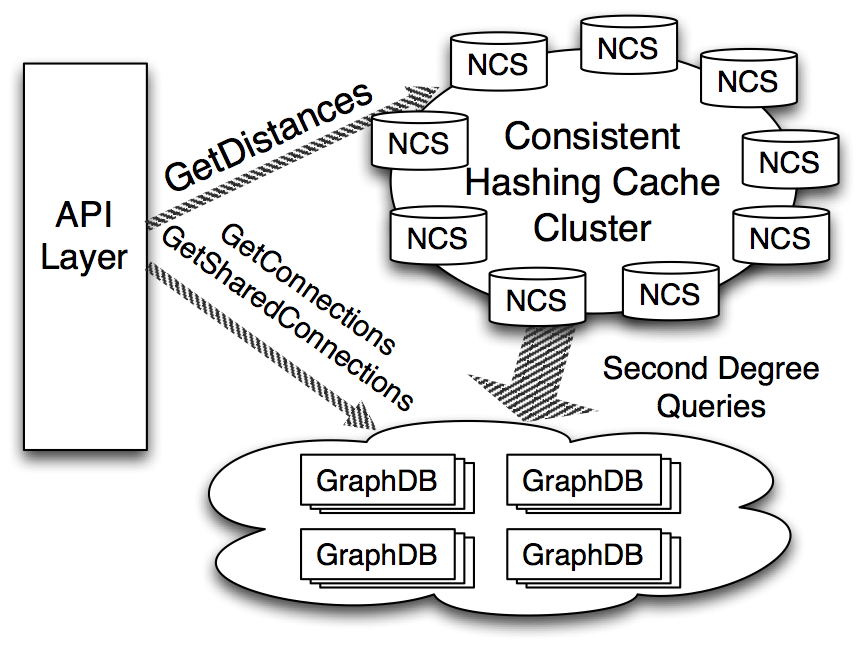 API
Layer
GetDistances
GetConnections
GetSharedConnections
NCS
NCS
NCS
NCS
NCS
NCS
NCS
NCS
NCS
Consistent
Hashing Cache
Cluster
Second Degree
Queries
GraphDB
GraphDB
GraphDB
GraphDB